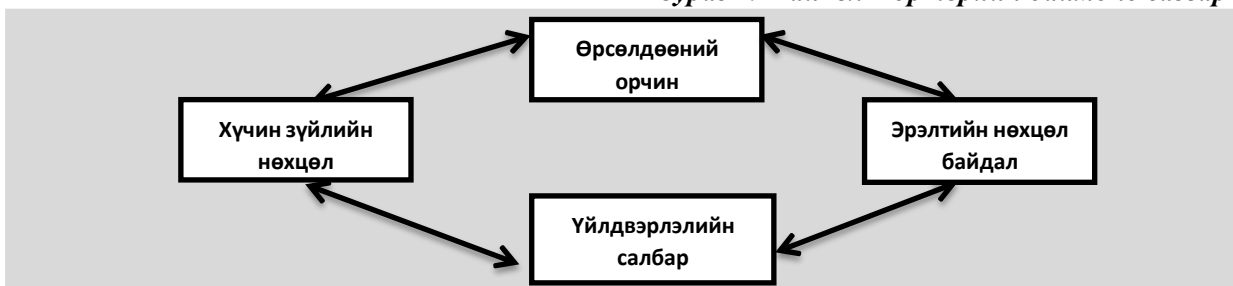 Өрсөлдөөний
орчин
Хүчин зүйлийн
нөхцөл
Эрэлтийн нөхцөл
байдал
Үйлдвэрлэлийн
салбар